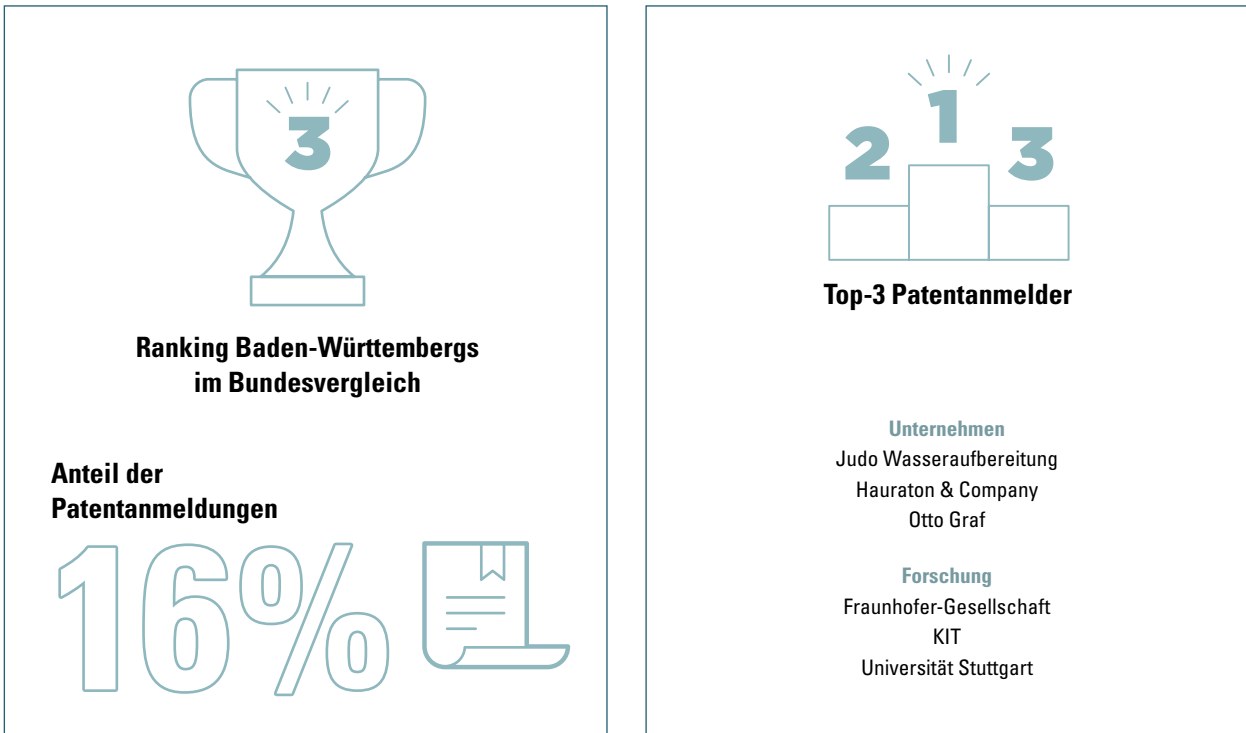 3
Ranking Baden-Württembergs
im Bundesvergleich
Anteil der
Patentanmeldungen
16%
2 1 3
Top-3 Patentanmelder
Unternehmen
Judo Wasseraufbereitung
Hauraton & Company
Otto Graf
Forschung
Fraunhofer-Gesellschaft
KIT
Universität Stuttgart